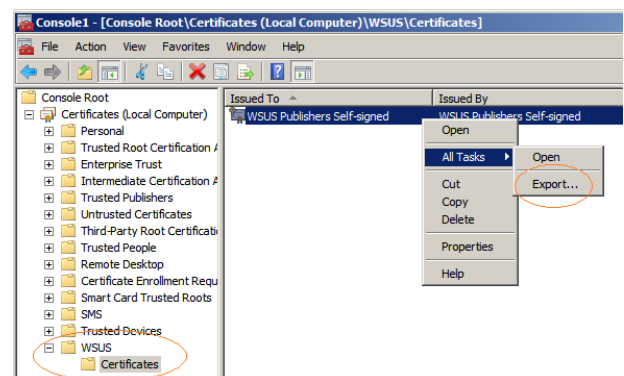 Console1 - [Console Root\Certificates (Local Computer)\WSUS\Certificates]
File Action View Favorites Window Help
Console Root
Certificates (Local Computer)
Personal
Trusted Root Certification
Enterprise Trust
Intermediate Certification
Trusted Publishers
Untrusted Certificates
Third-Party Root
Trusted People
Remote Desktop
Certificate Enrollment
Smart Card Trusted Roots
SMS
Trusted Devices
WSUS
Certificates
Issued To Issued By
WSUS Publishers Self-signed WSUS Publishers Self-signed
Open
All Tasks
Cut
Copy
Delete
Properties
Help
Open
Export...